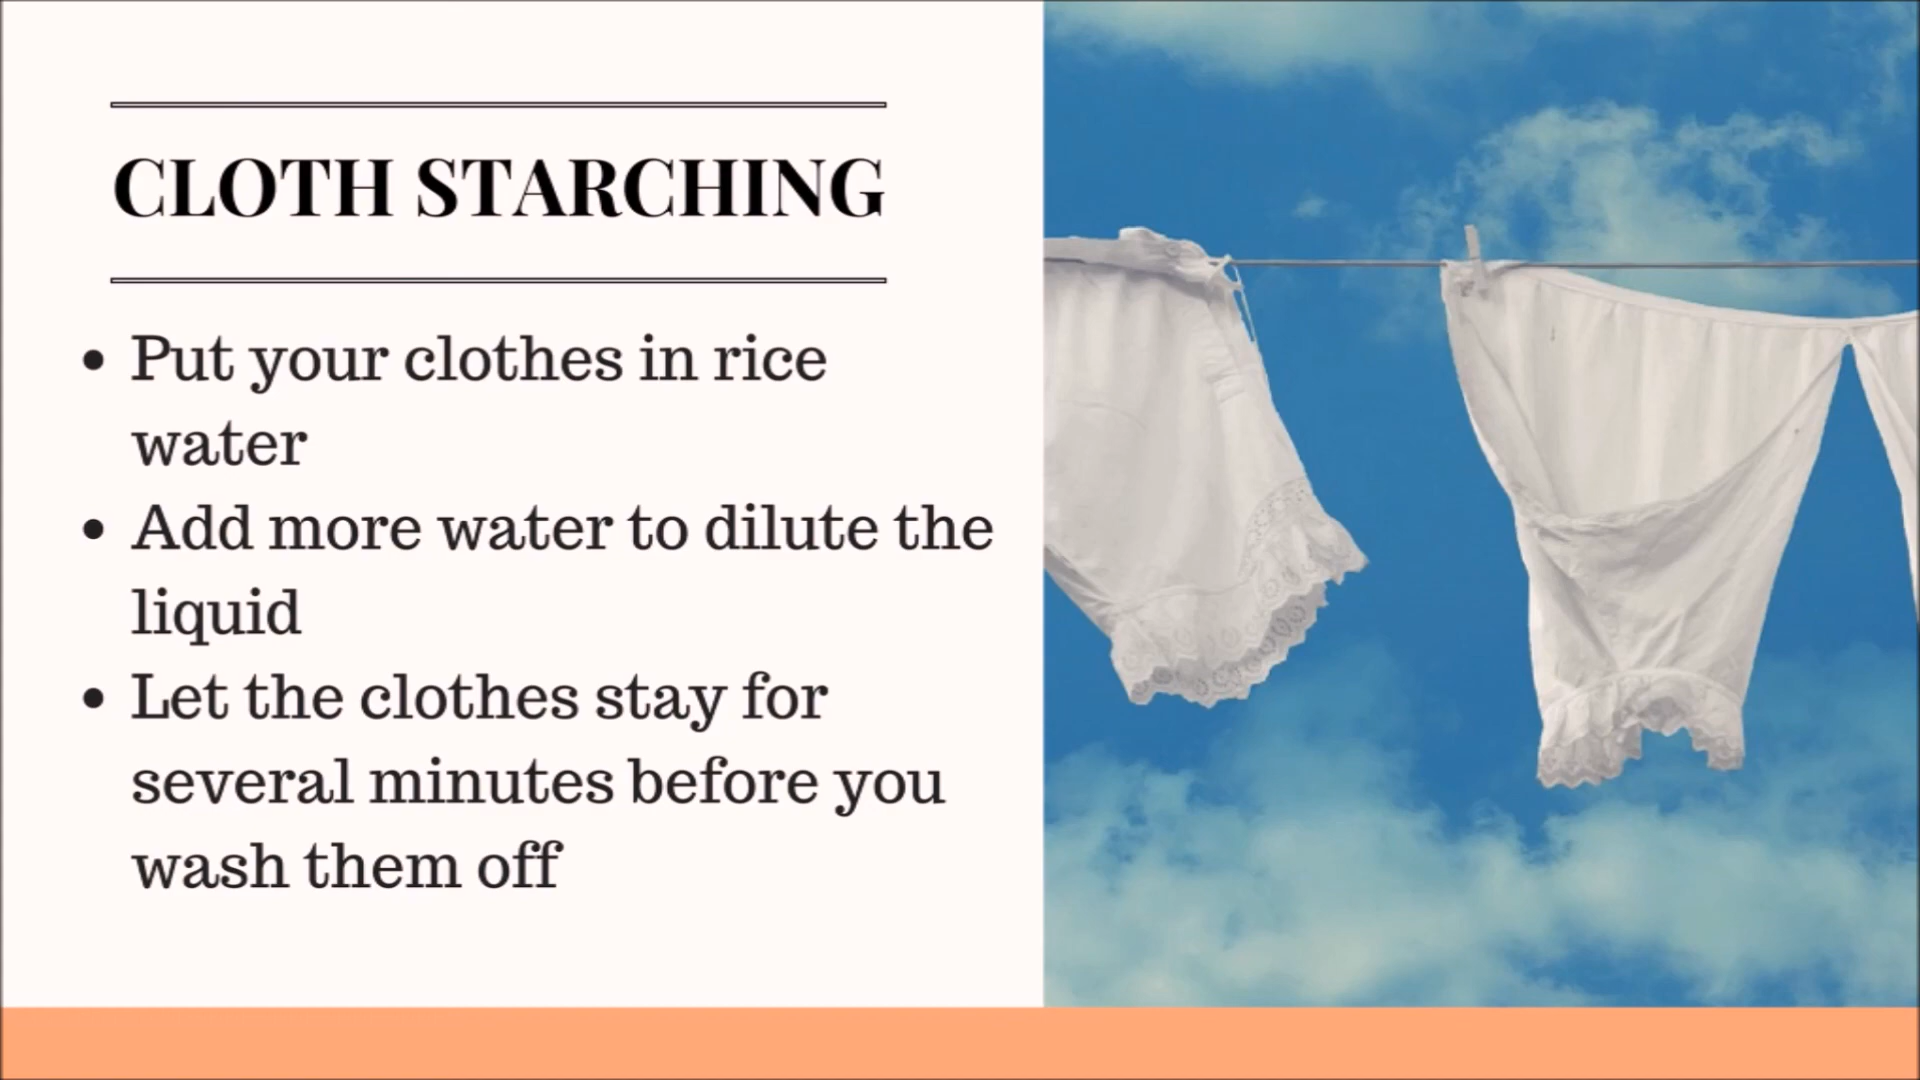 CLOTH STARCHING
• Put your clothes in rice
water
• Add more water to dilute the
liquid
• Let the clothes stay for
several minutes before you
wash them off